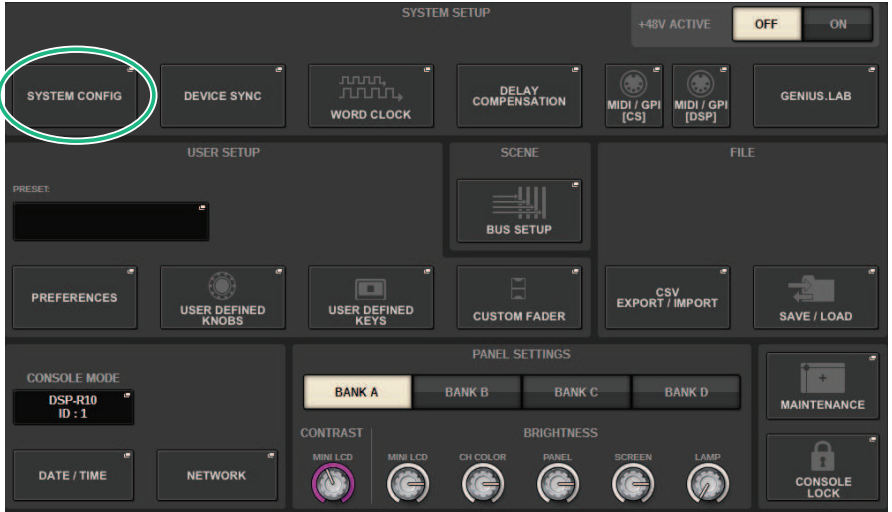 SYSTEM SETUP
+48V ACTIVE
OFF
ON
SYSTEM CONFIG
DEVICE SYNC
WORD CLOCK
DELAY
COMPENSATION
MIDI / GPI
[CS]
MIDI / GPI
[DSP]
GENIUS.LAB
USER SETUP
SCENE
FILE
PRESET:
BUS SETUP
PREFERENCES
USER DEFINED
KNOBS
USER DEFINED
KEYS
CUSTOM FADER
CSV
EXPORT / IMPORT
SAVE / LOAD
CONSOLE MODE
DSP-R10
ID : 1
PANEL SETTINGS
BANK A
BANK B
BANK C
BANK D
MAINTENANCE
CONTRAST
BRIGHTNESS
MINI LCD
MINI LCD
CH COLOR
PANEL
SCREEN
LAMP
DATE / TIME
NETWORK
CONSOLE
LOCK